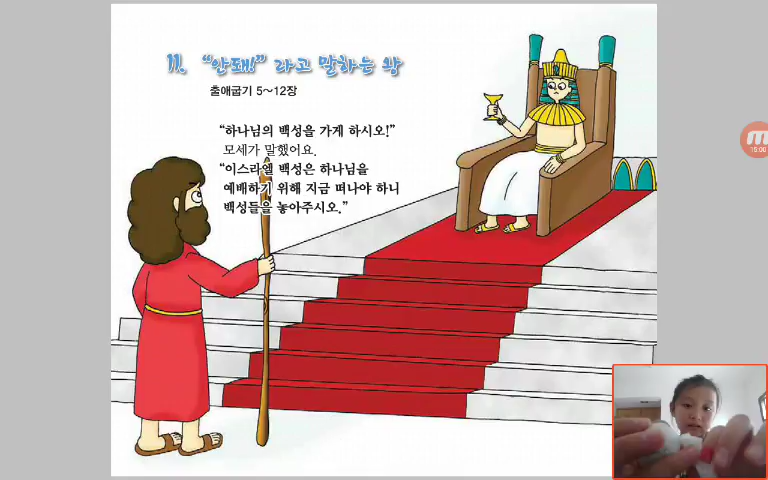 11. “안돼!” 라고 말하는 왕
출애굽기 5~12장
“하나님의 백성을 가게 하시오!”
모세가 말했어요.
“이스라엘 백성은 하나님을
예배하기 위해 지금 떠나야 하니
백성들을 놓아주시오.”
15:00